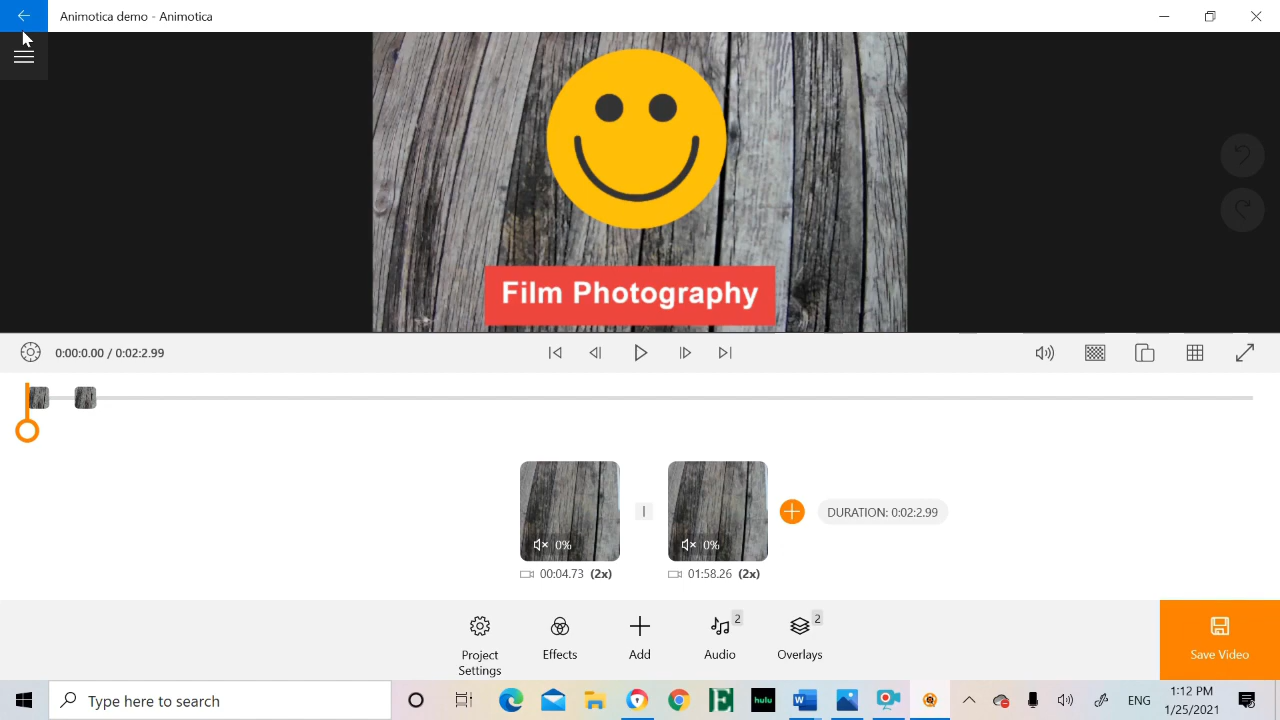 Animotica demo - Animotica
Film Photography
0:00:0.00 / 0:02:2.99
0% 0% DURATION: 0:02:2.99
00:04.73 (2x) 01:58.26 (2x)
2 2
Project Settings Effects Add Audio Overlays Save Video
Type here to search hulu ENG 1:12 PM
1/25/2021